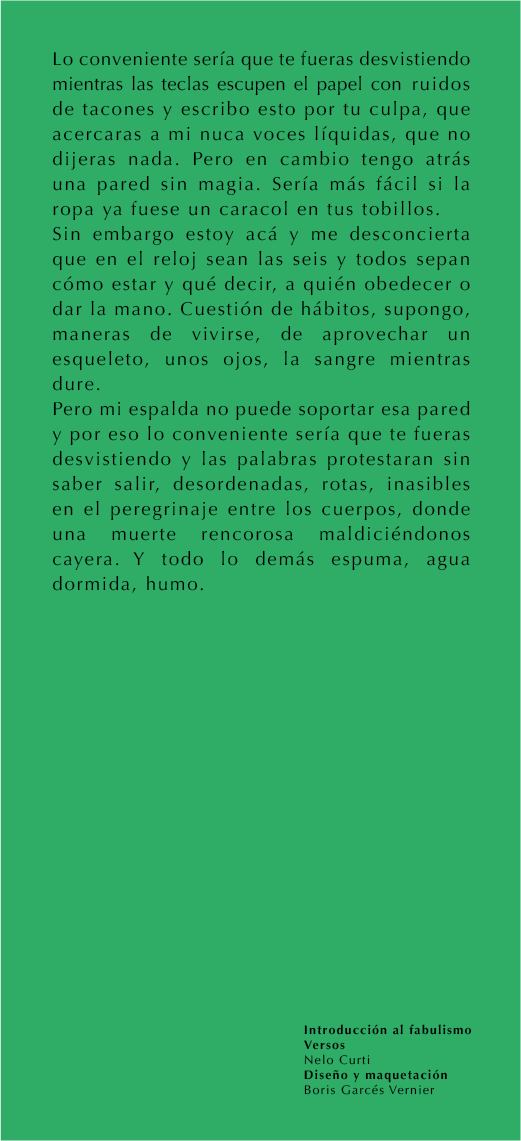 Lo conveniente sería que te fueras desvistiendo
mientras las teclas escupen el papel con ruidos
de tacones y escribo esto por tu culpa, que
acercaras a mi nuca voces líquidas, que no
dijeras nada. Pero en cambio tengo atrás
una pared sin magia. Sería más fácil si la
ropa ya fuese un caracol en tus tobillos.
Sin embargo estoy acá y me desconcierta
que en el reloj sean las seis y todos sepan
cómo estar y qué decir, a quién obedecer o
dar la mano. Cuestión de hábitos, supongo,
maneras de vivirse, de aprovechar un
esqueleto, unos ojos, la sangre mientras
dure.
Pero mi espalda no puede soportar esa pared
y por eso lo conveniente sería que te fueras
desvistiendo y las palabras protestaran sin
saber salir, desordenadas, rotas, inasibles
en el peregrinaje entre los cuerpos, donde
una muerte rencorosa maldiciéndonos
cayera. Y todo lo demás espuma, agua
dormida, humo.
Introducción al fabulismo
Versos
Nelo Curti
Diseño y maquetación
Boris Garcés Vernier